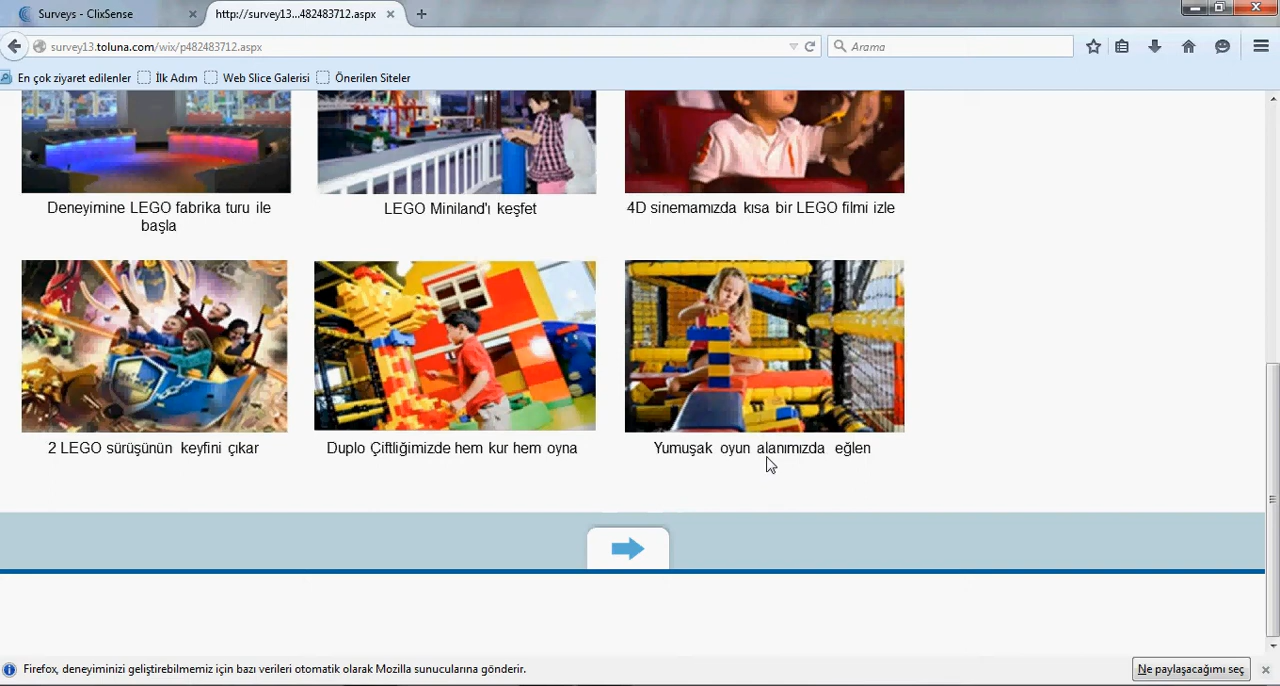 Surveys - ClixSense
http://survey13...482483712.aspx
survey13.toluna.com/wix/p482483712.aspx
Arama
En çok ziyaret edilenler
İlk Adım
Web Slice Galerisi
Önerilen Siteler
Deneyimine LEGO fabrika turu ile
başla
LEGO Miniland'ı keşfet
4D sinemamızda kısa bir LEGO filmi izle
2 LEGO sürüşünün keyfini çıkar
Duplo Çiftliğimizde hem kur hem oyna
Yumuşak oyun alanımızda eğlen
Firefox, deneyiminizi geliştirebilmemiz için bazı verileri otomatik olarak Mozilla sunucularına gönderir.
Ne paylaşacağımı seç